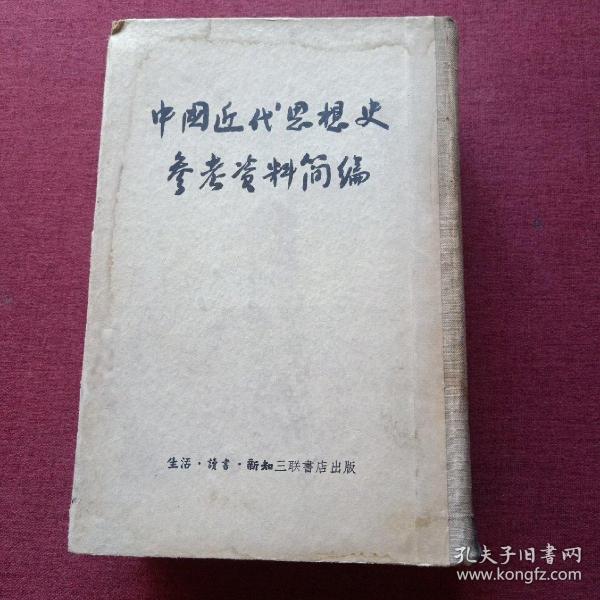 中國近代思想史
参考资料简编
生活·讀書·新知三联書店出版
孔夫子旧書网
www.kongfz.com